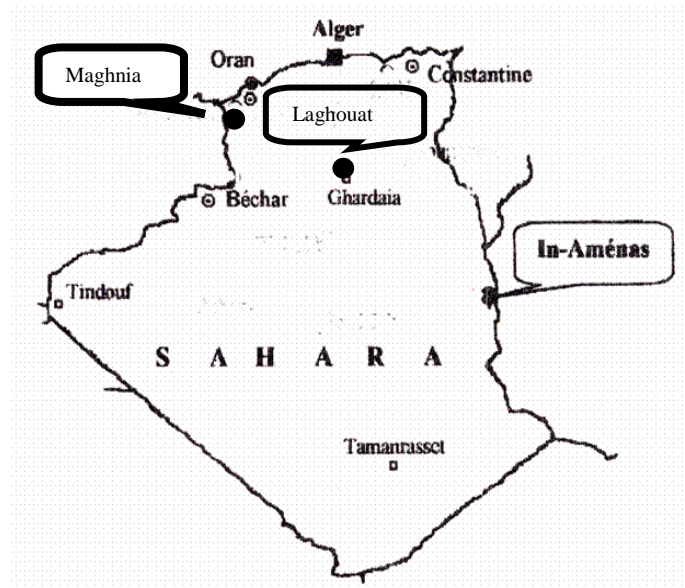 Alger
Oran
Constantine
Maghnia
Laghouat
Béchar
Ghardaia
In-Aménas
Tindouf
S A H A R A
Tamanrasset